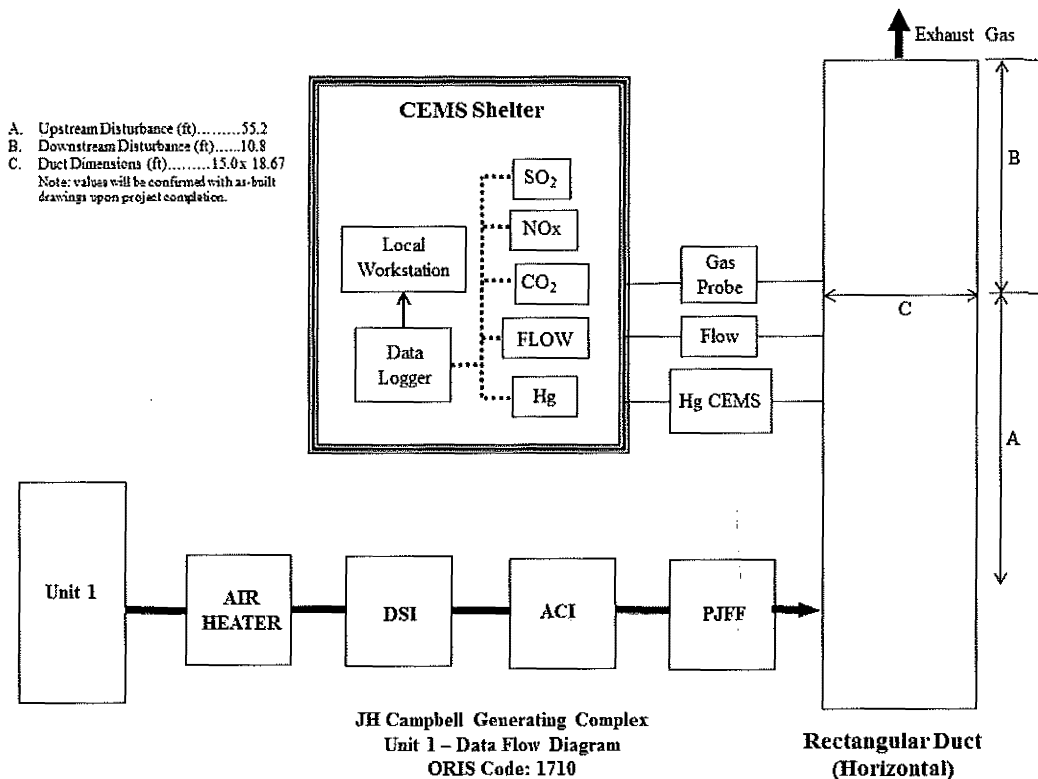 Exhaust Gas
A. Upstream Disturbance (ft).........55.2
B. Downstream Disturbance (ft)......10.8
C. Duct Dimensions (ft).........15.0 x 18.67
Note: values will be confirmed with as-built
drawings upon project completion.
CEMS Shelter
SO₂
NOx
Local
Workstation
CO₂
FLOW
Data
Logger
Hg
Gas
Probe
Flow
Hg CEMS
B
C
A
Unit 1
AIR
HEATER
DSI
ACI
PJFF
JH Campbell Generating Complex
Unit 1 – Data Flow Diagram
ORIS Code: 1710
Rectangular Duct
(Horizontal)